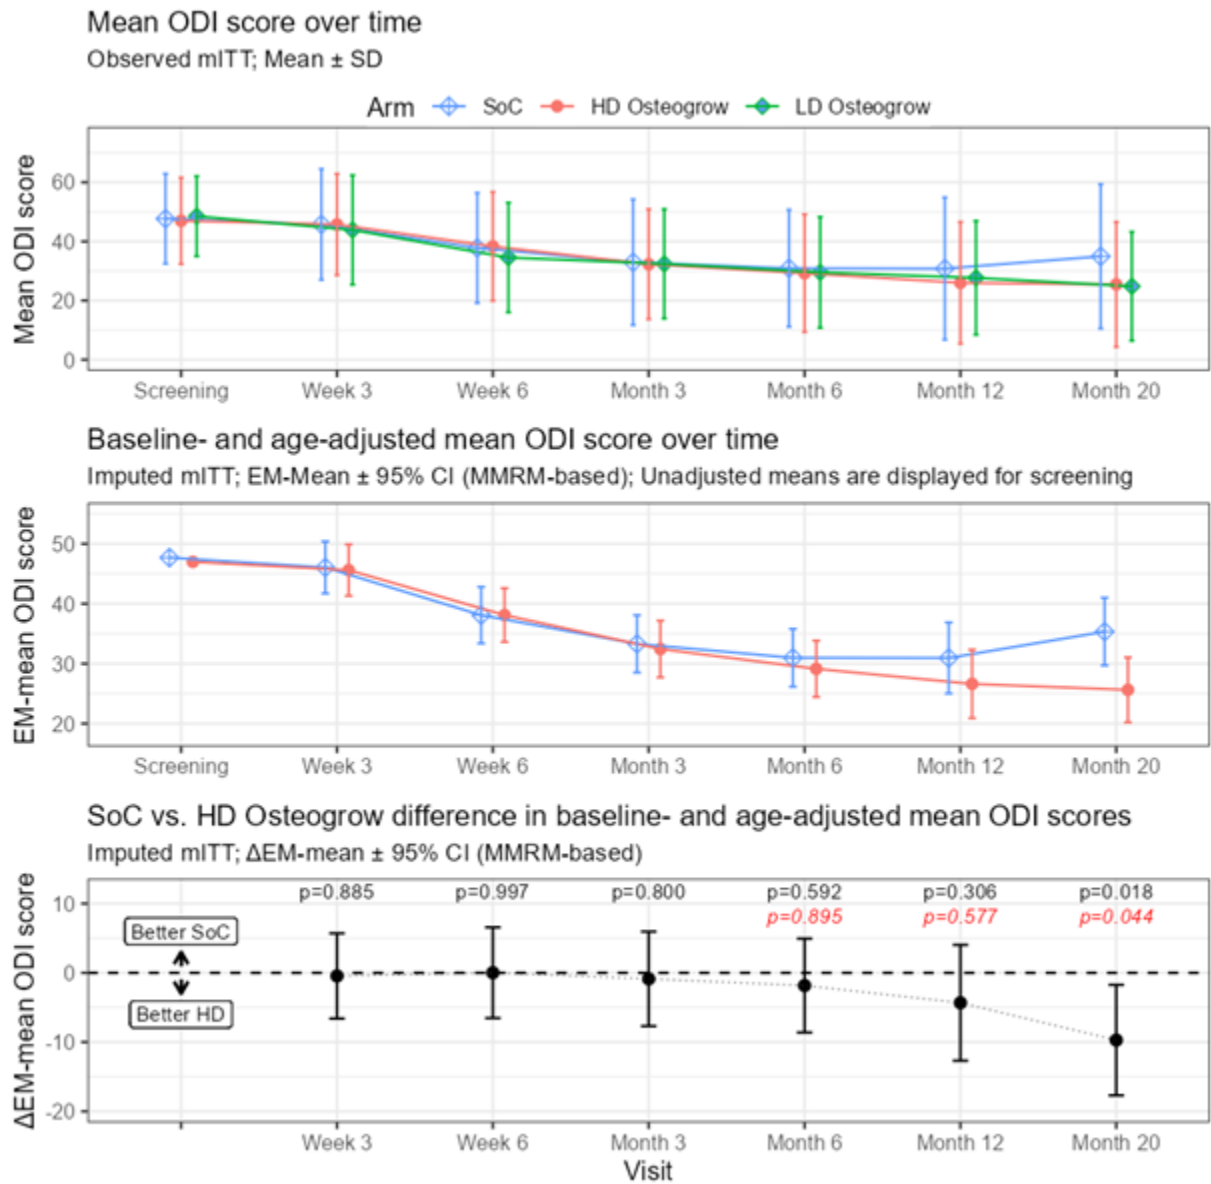 Mean ODI score over time
Observed mITT; Mean ± SD
Arm SoC HD Osteogrow LD Osteogrow
Mean ODI score
60
40
20
0
Screening Week 3 Week 6 Month 3 Month 6 Month 12 Month 20
Baseline- and age-adjusted mean ODI score over time
Imputed mITT; EM-Mean ± 95% CI (MMRM-based); Unadjusted means are displayed for screening
EM-mean ODI score
50
40
30
20
Screening Week 3 Week 6 Month 3 Month 6 Month 12 Month 20
SoC vs. HD Osteogrow difference in baseline- and age-adjusted mean ODI scores
Imputed mITT; ΔEM-mean ± 95% CI (MMRM-based)
ΔEM-mean ODI score
p=0.885 p=0.997 p=0.800 p=0.592 p=0.306 p=0.018
p=0.895 p=0.577 p=0.044
10
0
-10
-20
Better SoC
Better HD
Week 3 Week 6 Month 3 Month 6 Month 12 Month 20
Visit